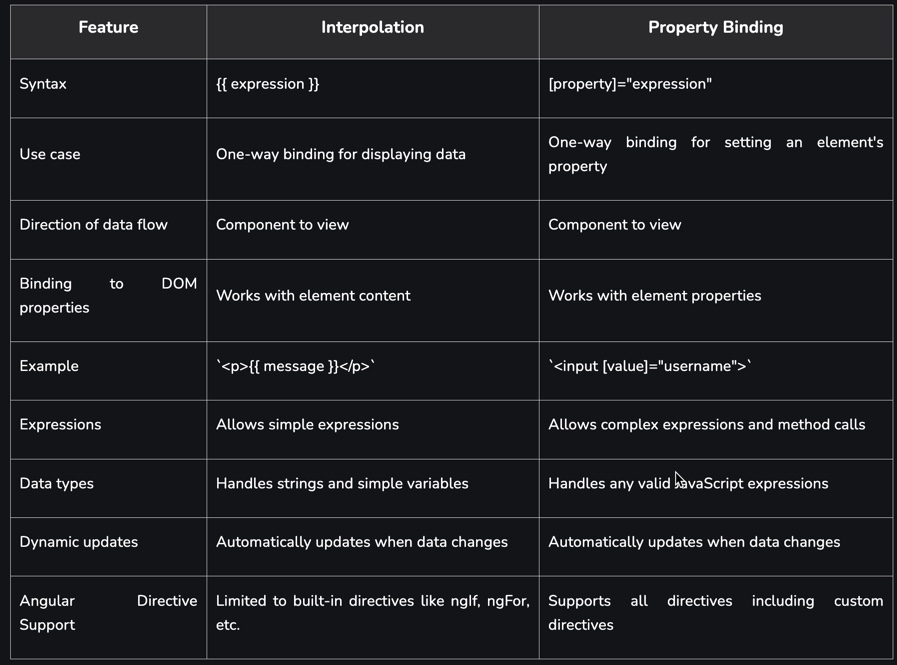 Feature Interpolation Property Binding
Syntax {{ expression }} [property]="expression"
Use case One-way binding for displaying data One-way binding for setting an element's
property
Direction of data flow Component to view Component to view
Binding to DOM
properties Works with element content Works with element properties
Example `<p>{{ message }}</p>` `<input [value]="username">`
Expressions Allows simple expressions Allows complex expressions and method calls
Data types Handles strings and simple variables Handles any valid JavaScript expressions
Dynamic updates Automatically updates when data changes Automatically updates when data changes
Angular Directive
Support Limited to built-in directives like ngIf, ngFor,
etc. Supports all directives including custom
directives